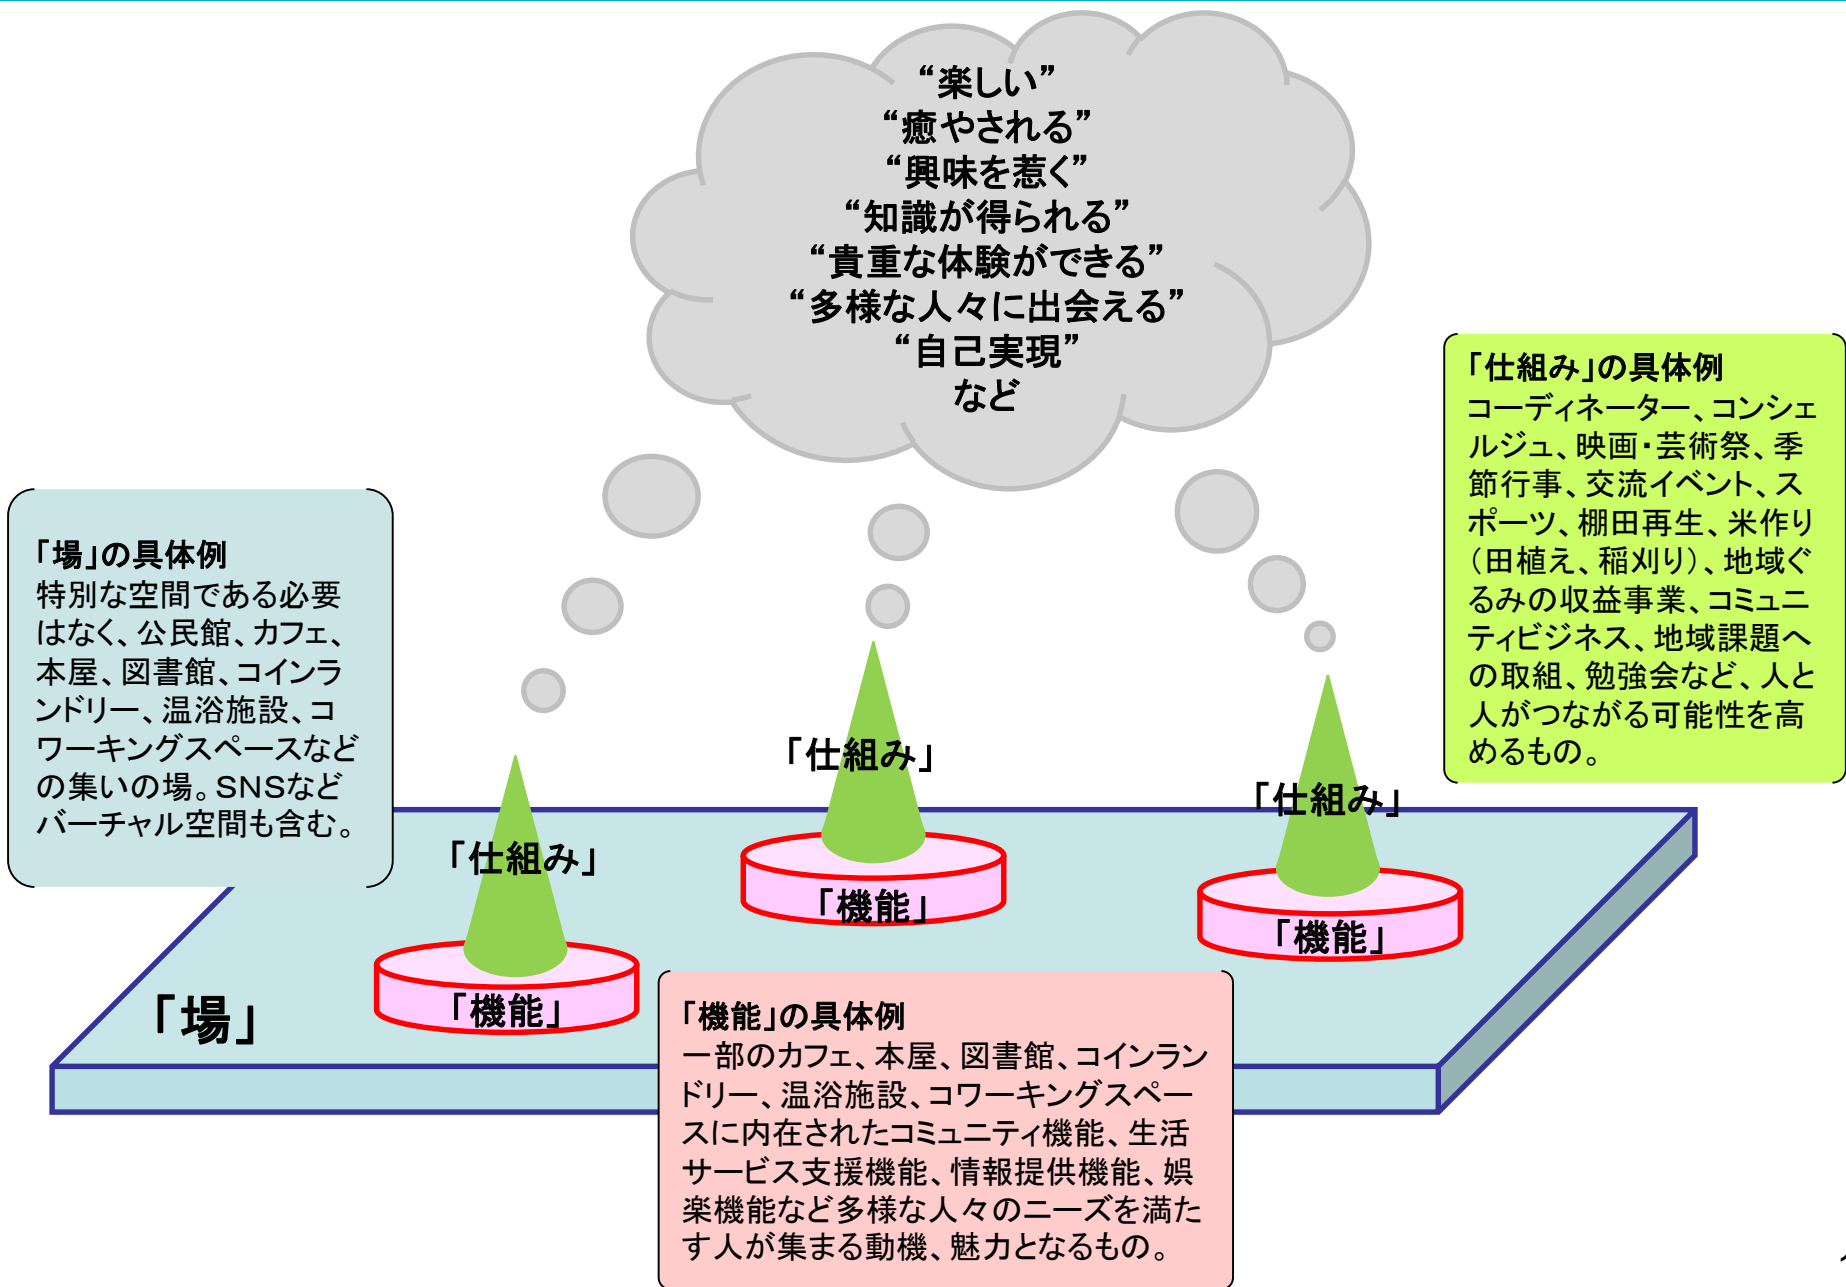 “楽しい”
“癒やされる”
“興味を惹く”
“知識が得られる”
“貴重な体験ができる”
“多様な人々に出会える”
“自己実現”
など
「仕組み」の具体例
コーディネーター、コンシェ
ルジュ、映画・芸術祭、季
節行事、交流イベント、ス
ポーツ、棚田再生、米作り
（田植え、稲刈り）、地域ぐ
るみの収益事業、コミュニ
ティビジネス、地域課題へ
の取組、勉強会など、人と
人がつながる可能性を高
めるもの。
「場」の具体例
特別な空間である必要
はなく、公民館、カフェ、
本屋、図書館、コインラ
ンドリー、温浴施設、コ
ワーキングスペースなど
の集いの場。SNSなど
バーチャル空間も含む。
「仕組み」
「仕組み」
「仕組み」
「機能」
「機能」
「機能」
「場」
「機能」の具体例
一部のカフェ、本屋、図書館、コインラン
ドリー、温浴施設、コワーキングスペー
スに内在されたコミュニティ機能、生活
サービス支援機能、情報提供機能、娯
楽機能など多様な人々のニーズを満た
す人が集まる動機、魅力となるもの。